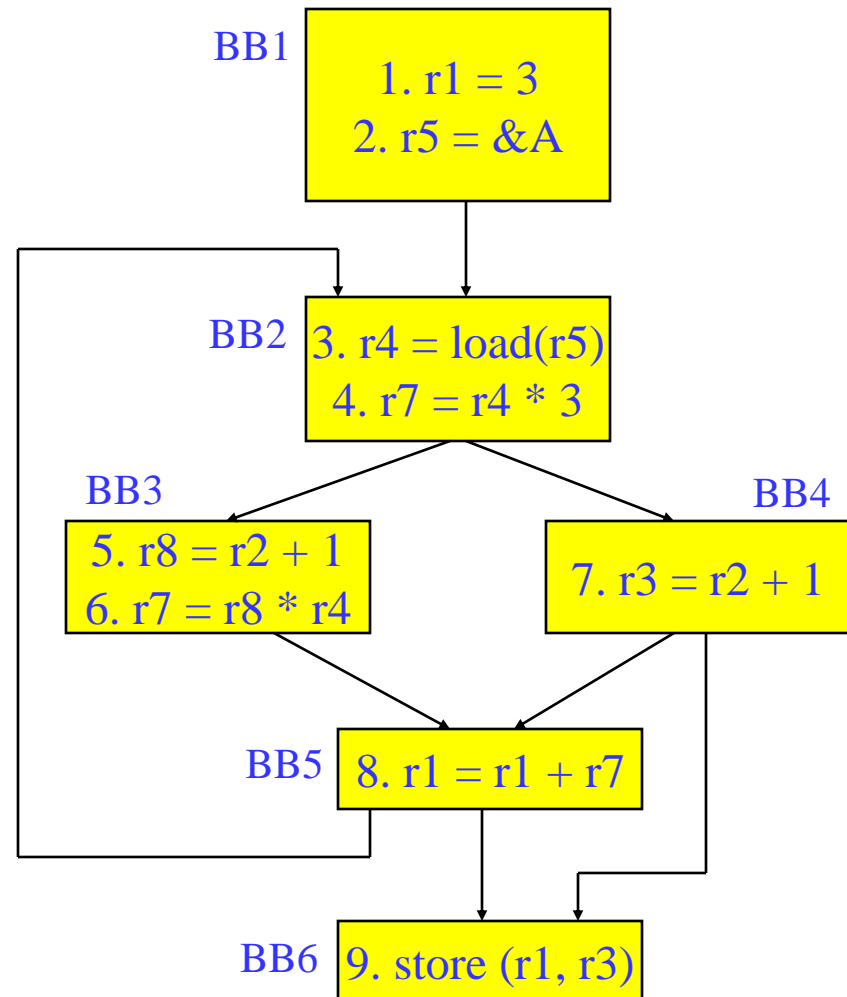 BB1
1. r1 = 3
2. r5 = &A
BB2
3. r4 = load(r5)
4. r7 = r4 * 3
BB3
5. r8 = r2 + 1
6. r7 = r8 * r4
BB4
7. r3 = r2 + 1
BB5
8. r1 = r1 + r7
BB6
9. store (r1, r3)